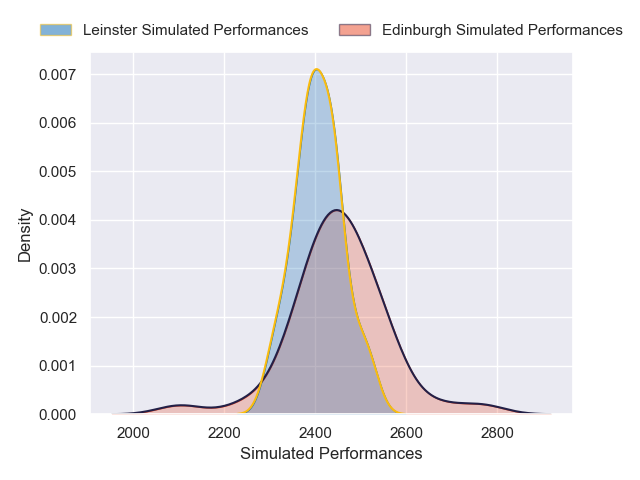 Leinster Simulated Performances
Edinburgh Simulated Performances
0.007
0.006
0.005
0.004
0.003
0.002
0.001
0.000
Density
2000 2200 2400 2600 2800
Simulated Performances